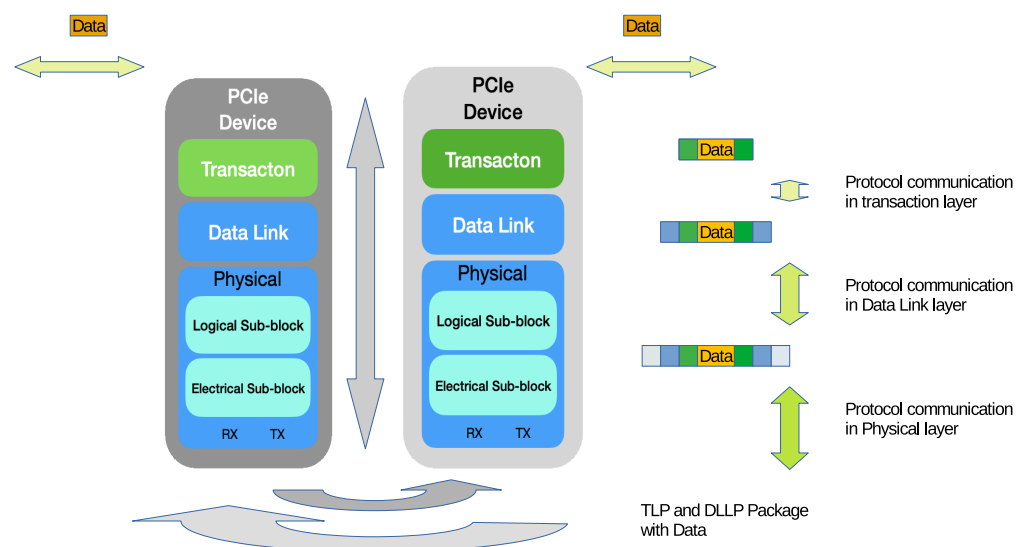 Data
Data
PCIe
Device
Transacton
Data Link
Physical
Logical Sub-block
Electrical Sub-block
RX TX
PCIe
Device
Transacton
Data Link
Physical
Logical Sub-block
Electrical Sub-block
RX TX
Data
Protocol communication
in transaction layer
Data
Protocol communication
in Data Link layer
Data
Protocol communication
in Physical layer
TLP and DLLP Package
with Data